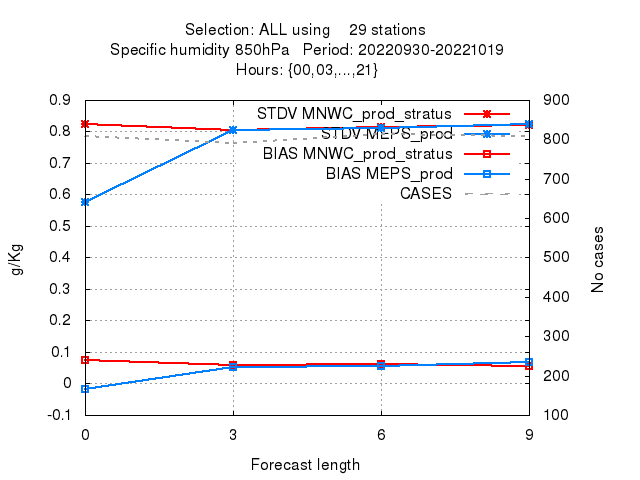 Selection: ALL using 29 stations
Specific humidity 850hPa Period: 20220930-20221019
Hours: {00,03,...,21}
STDV MNWC_prod_stratus
STDV MEPS_prod
BIAS MNWC_prod_stratus
BIAS MEPS_prod
CASES
0.9
0.8
0.7
0.6
0.5
0.4
0.3
0.2
0.1
0
-0.1
g/Kg
900
800
700
600
500
400
300
200
100
No cases
0 3 6 9
Forecast length